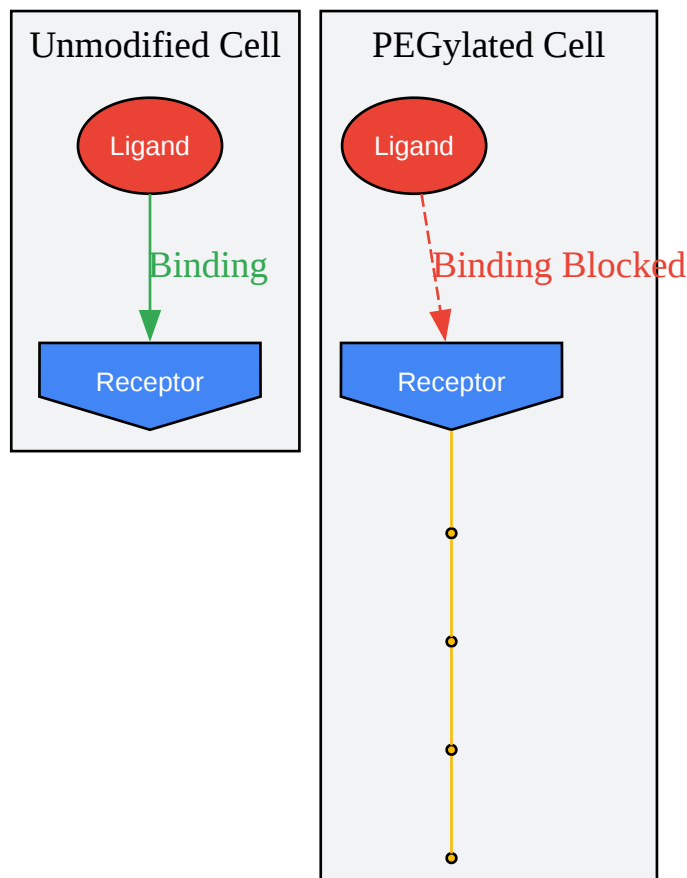 Unmodified Cell
Ligand
Binding
Receptor
PEGylated Cell
Ligand
Binding Blocked
Receptor